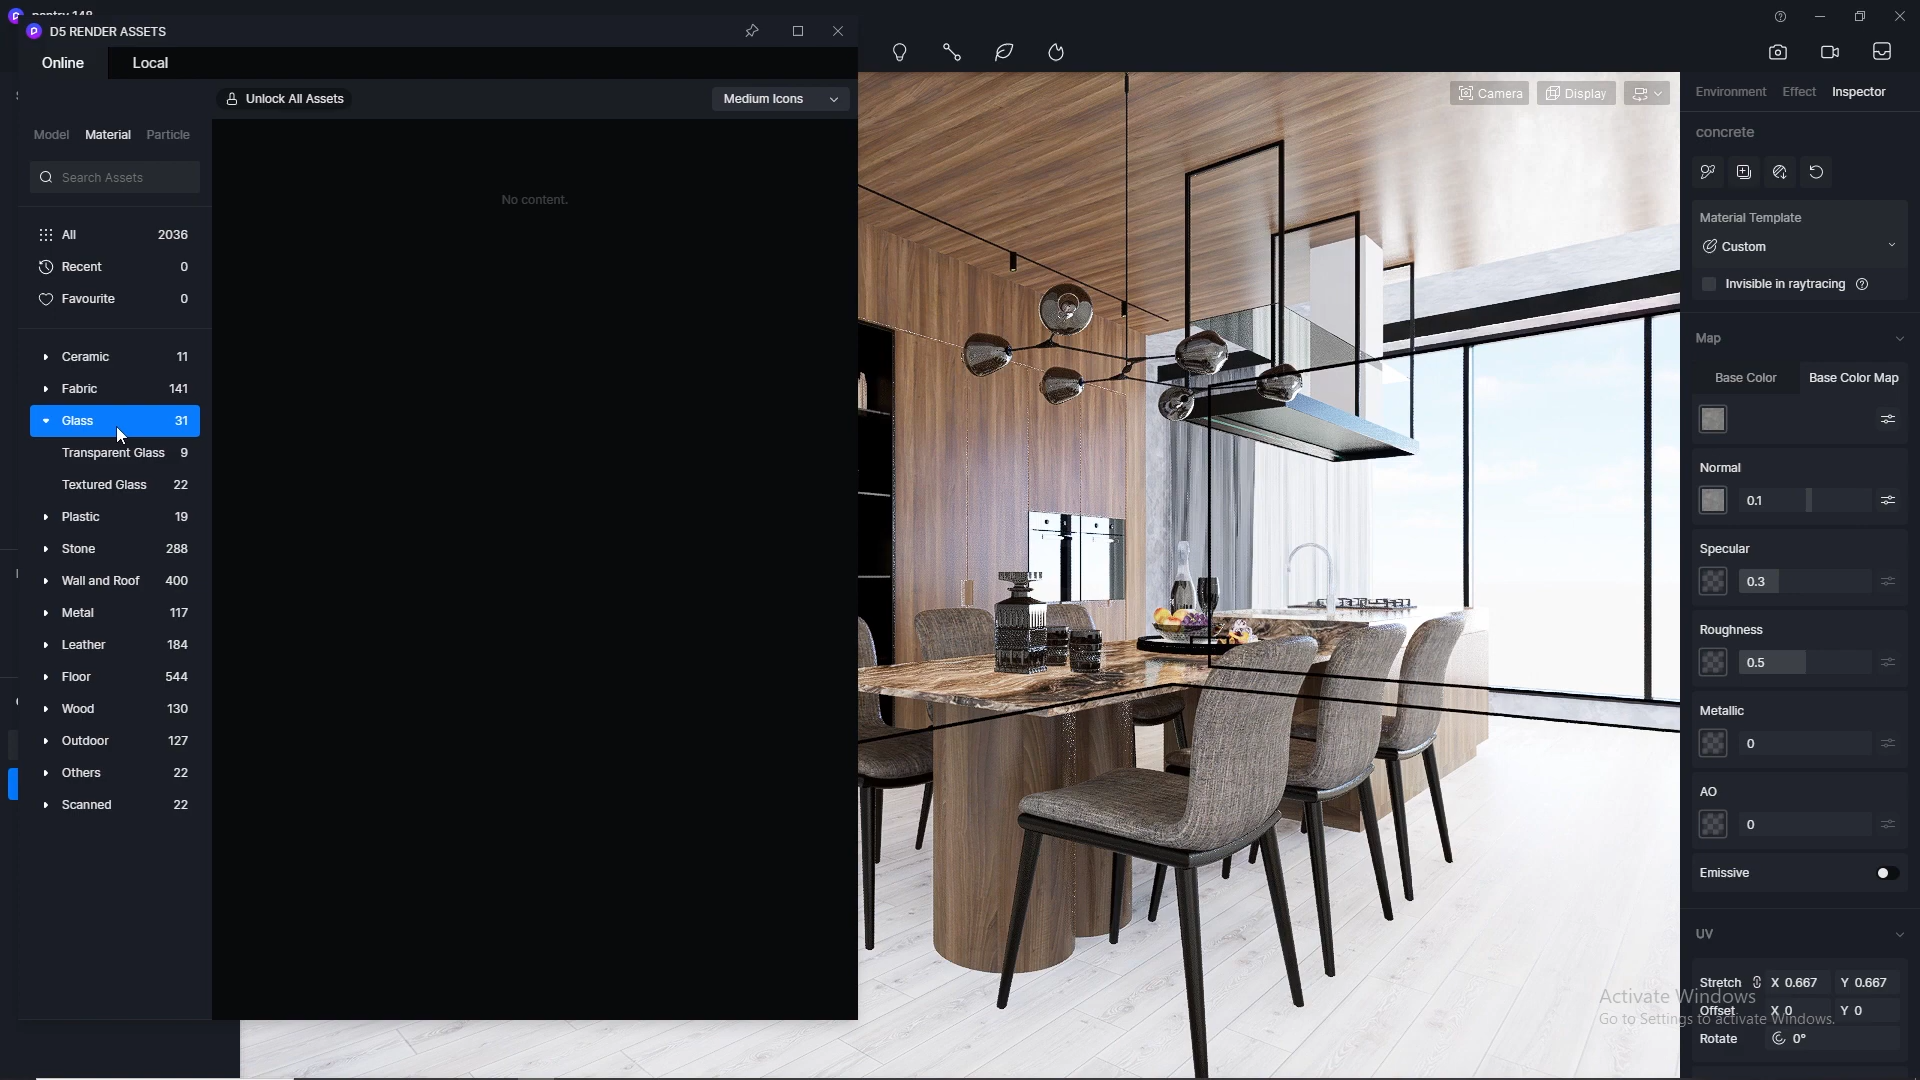 D5 RENDER ASSETS
Online Local
Unlock All Assets Medium Icons
Model Material Particle
Search Assets
No content.
All 2036
Recent 0
Favourite 0
Ceramic 11
Fabric 141
Glass 31
Transparent Glass 9
Textured Glass 22
Plastic 19
Stone 288
Wall and Roof 400
Metal 117
Leather 184
Floor 544
Wood 130
Outdoor 127
Others 22
Scanned 22
Camera Display
Environment Effect Inspector
concrete
Material Template
Custom
Invisible in raytracing
Map
Base Color Base Color Map
Normal
0.1
Specular
0.3
Roughness
0.5
Metallic
0
AO
0
Emissive
UV
Stretch X 0.667 Y 0.667
Offset X 0 Y 0
Rotate 0°
Activate Windows
Go to Settings to activate Windows.